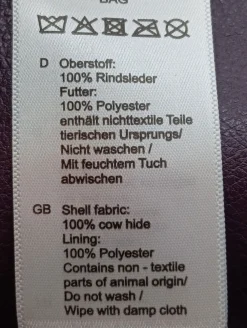 BAG
D Oberstoff:
100% Rindsleder
Futter:
100% Polyester
enthält nichttextile Teile
tierischen Ursprungs/
Nicht waschen /
Mit feuchtem Tuch
abwischen
GB Shell fabric:
100% cow hide
Lining:
100% Polyester
Contains non - textile
parts of animal origin/
Do not wash /
Wipe with damp cloth